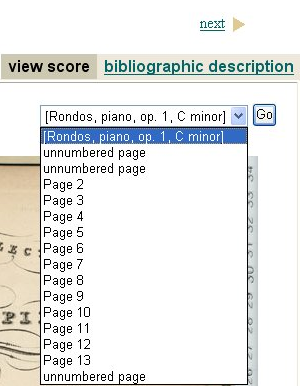 next
view score bibliographic description
[Rondos, piano, op. 1, C minor] Go
[Rondos, piano, op. 1, C minor]
unnumbered page
unnumbered page
Page 2
Page 3
Page 4
Page 5
Page 6
Page 7
Page 8
Page 9
Page 10
Page 11
Page 12
Page 13
unnumbered page